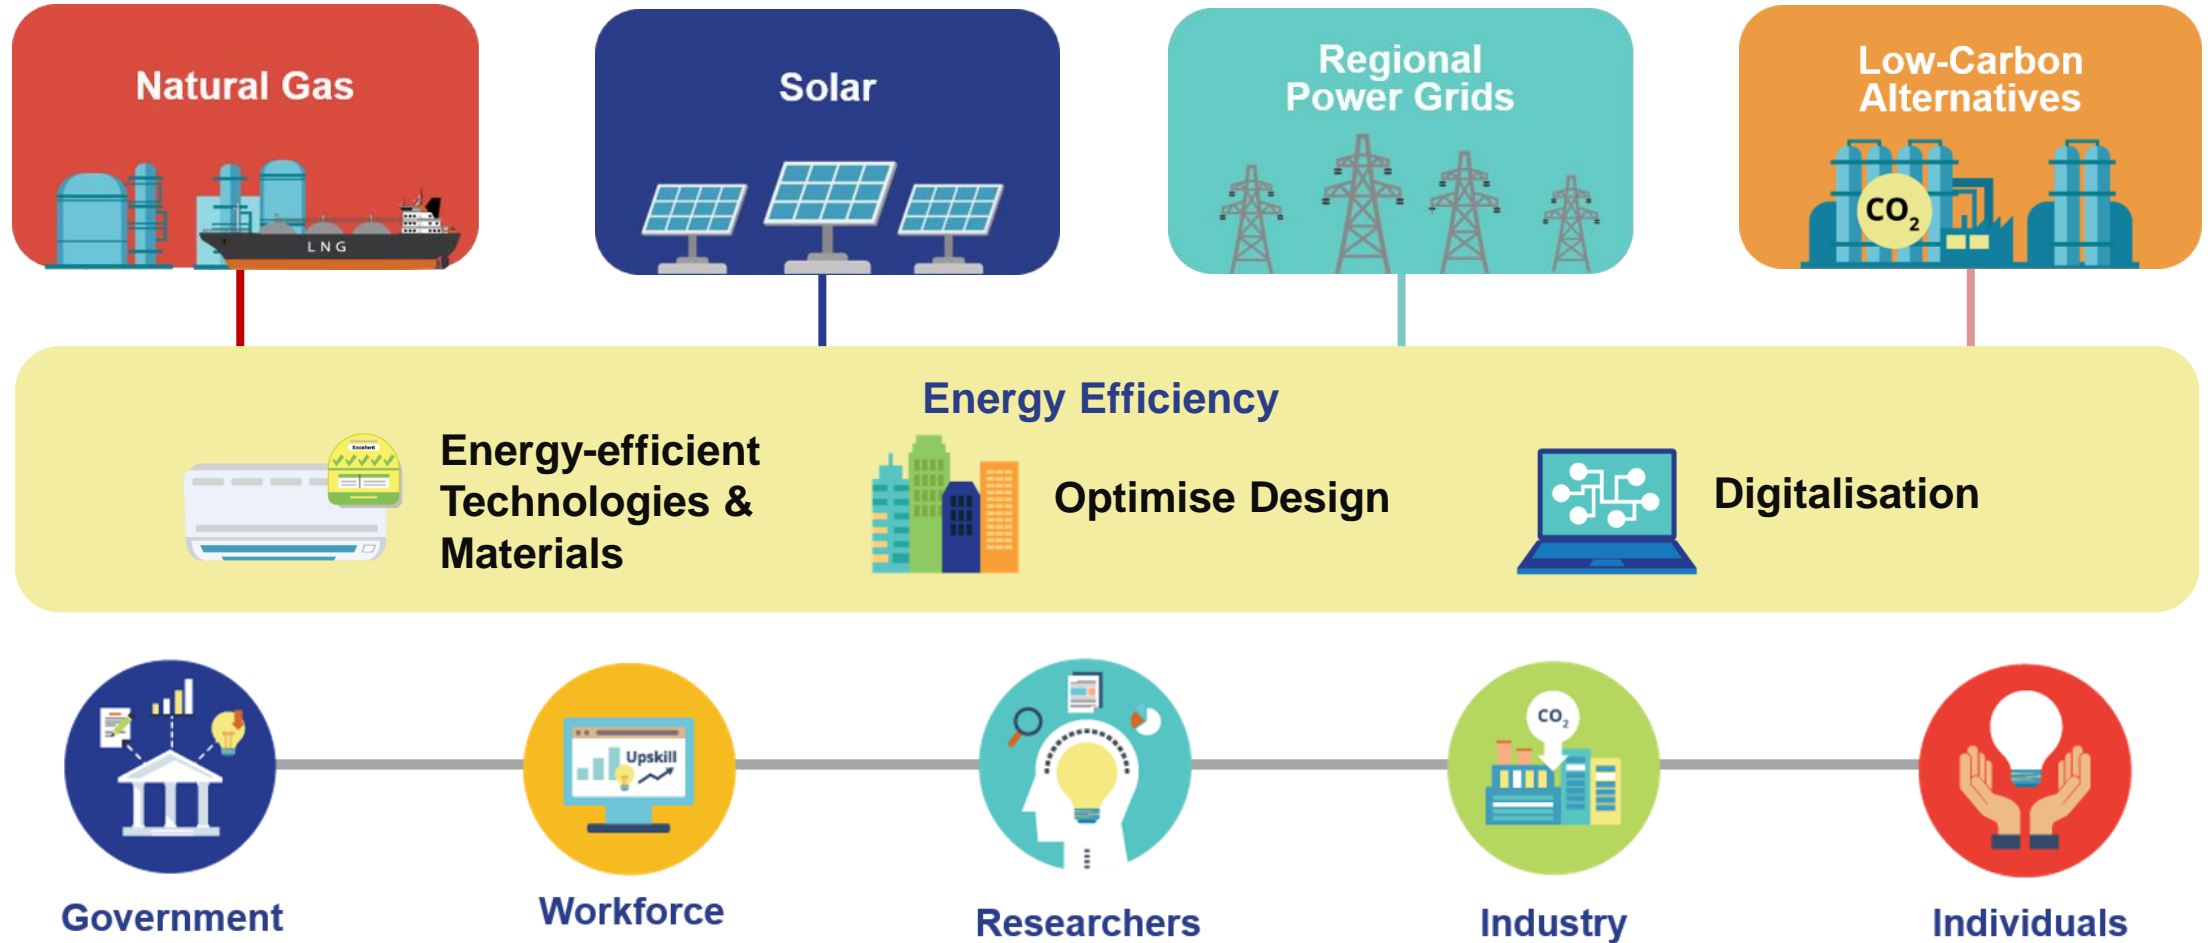 Natural Gas
LNG
Solar
Regional
Power Grids
Low-Carbon
Alternatives
CO₂
Energy Efficiency
Excellent
Energy-efficient
Technologies &
Materials
Optimise Design
Digitalisation
Upskill
CO₂
Government
Workforce
Researchers
Industry
Individuals